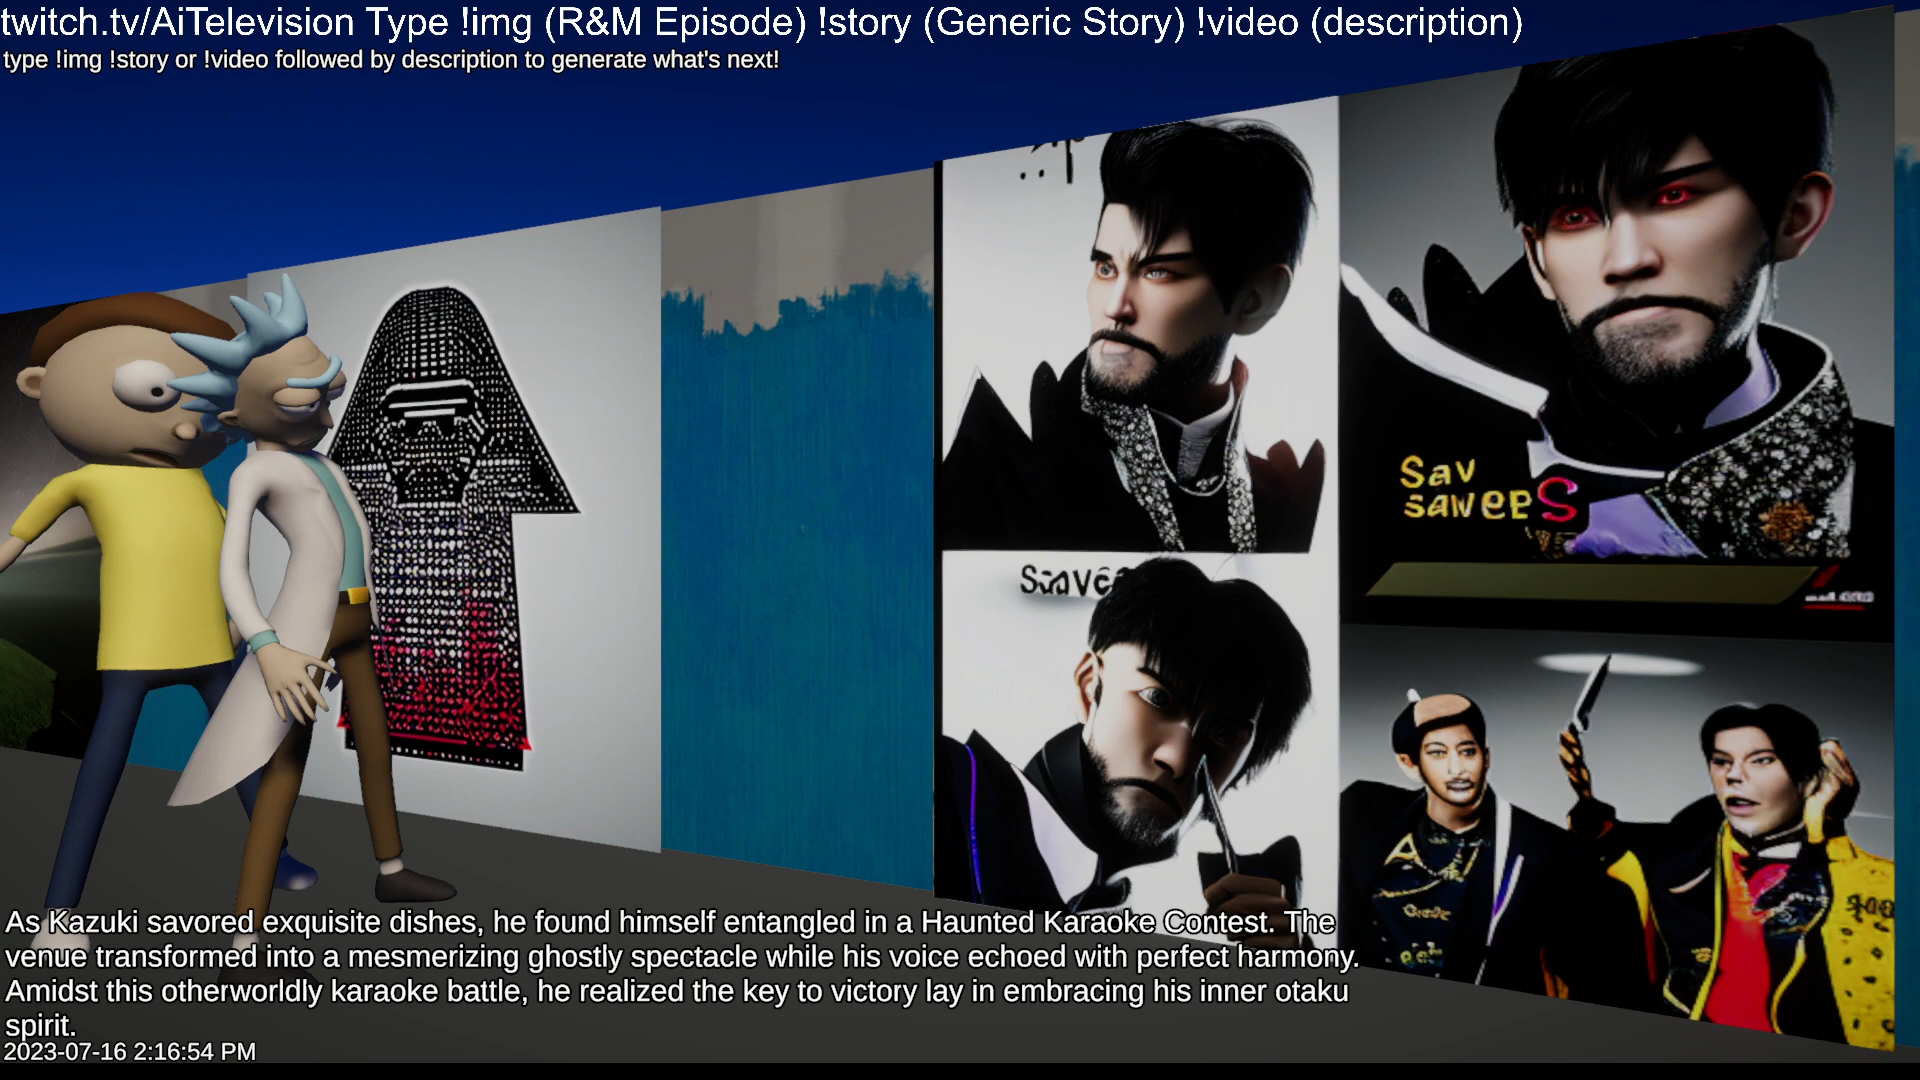 twitch.tv/AiTelevision Type !img (R&M Episode) !story (Generic Story) !video (description)
type !img !story or !video followed by description to generate what's next!
Sav
saweeS
As Kazuki savored exquisite dishes, he found himself entangled in a Haunted Karaoke Contest. The
venue transformed into a mesmerizing ghostly spectacle while his voice echoed with perfect harmony.
Amidst this otherworldly karaoke battle, he realized the key to victory lay in embracing his inner otaku
spirit.
2023-07-16 2:16:54 PM